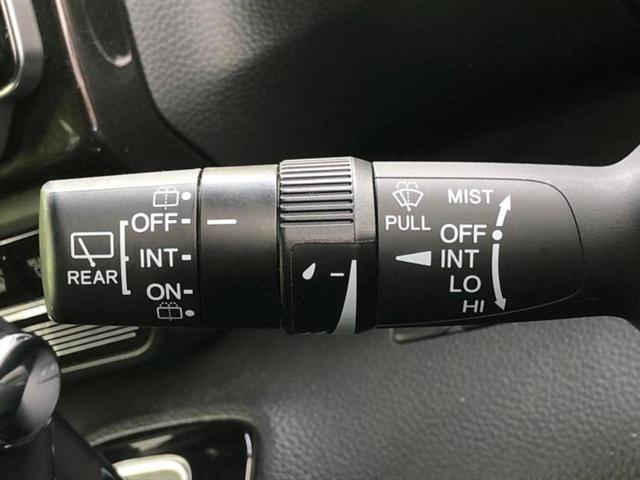 OFF
INT
REAR
ON
PULL
MIST
OFF
INT
LO
HI